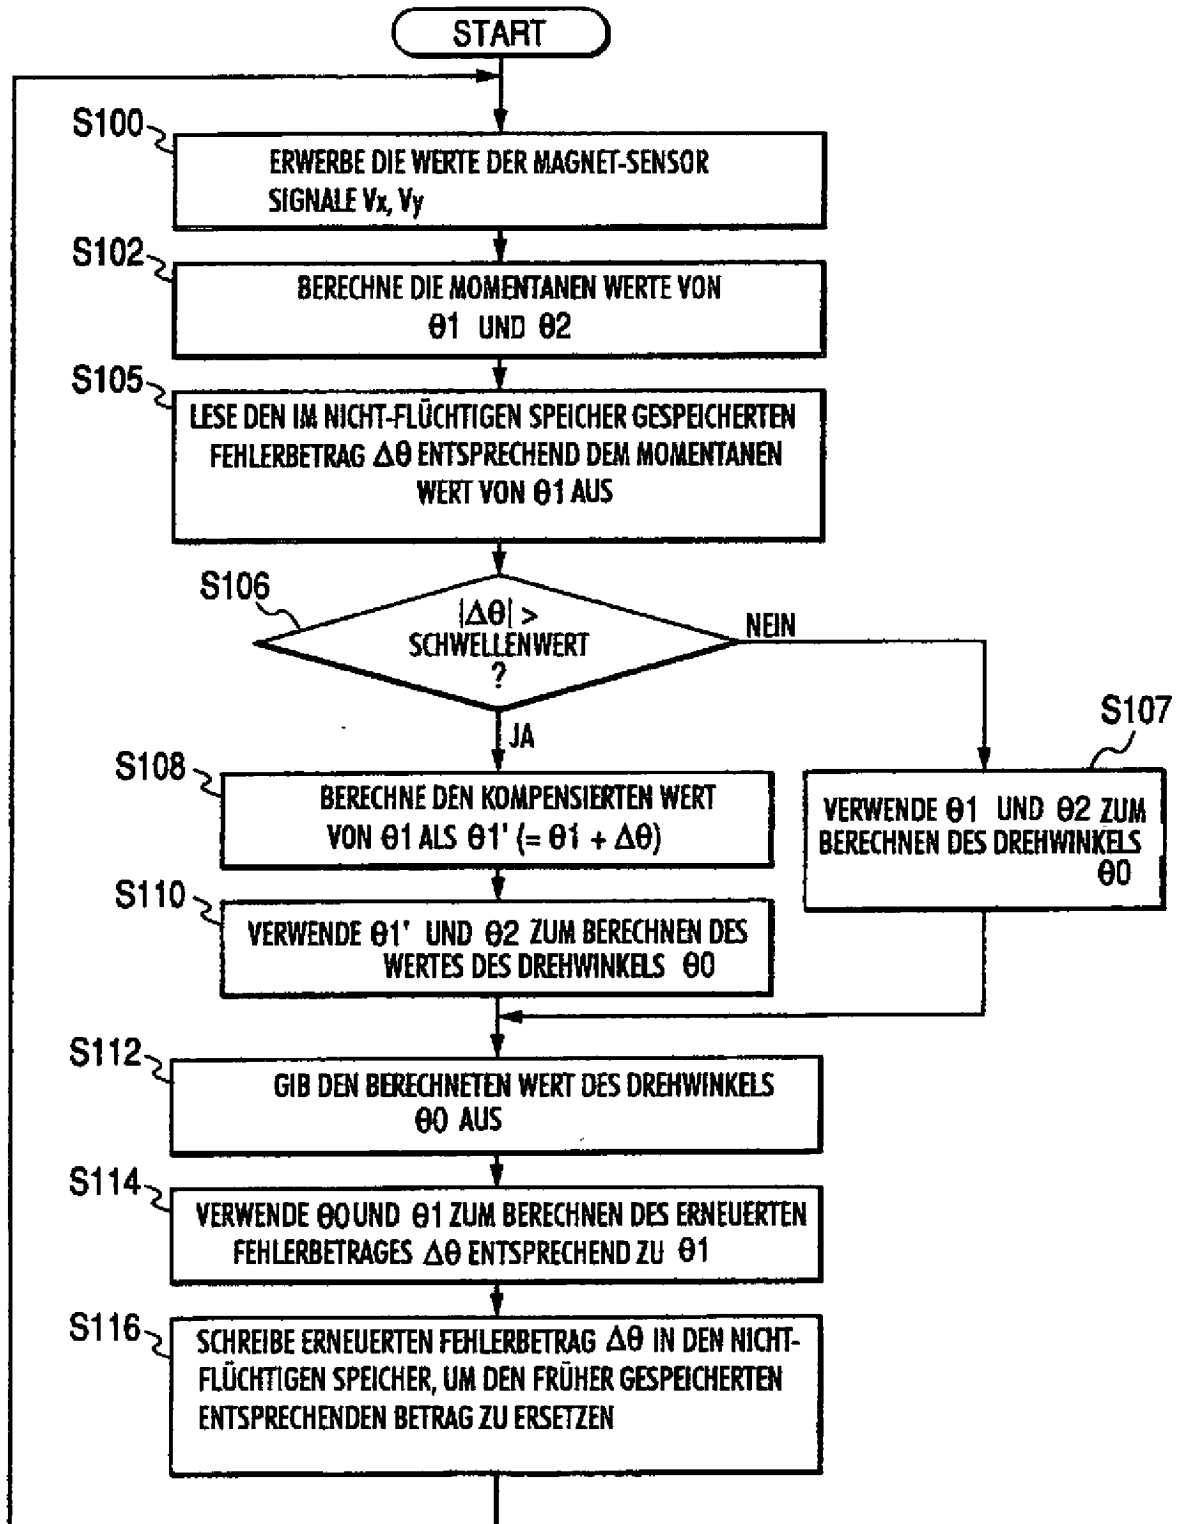 START
S100
ERWERBE DIE WERTE DER MAGNET-SENSOR
SIGNALE Vx, Vy
S102
BERECHNE DIE MOMENTANEN WERTE VON
θ1 UND θ2
S105
LESE DEN IM NICHT-FLÜCHTIGEN SPEICHER GESPEICHERTEN
FEHLERBETRAG Δθ ENTSPRECHEND DEM MOMENTANEN
WERT VON θ1 AUS
S106
|Δθ| >
SCHWELLENWERT
?
NEIN
JA
S107
VERWENDE θ1 UND θ2 ZUM
BERECHNEN DES DREHWINKELS
θ0
S108
BERECHNE DEN KOMPENSIERTEN WERT
VON θ1 ALS θ1' (= θ1 + Δθ)
S110
VERWENDE θ1' UND θ2 ZUM BERECHNEN DES
WERTES DES DREHWINKELS θ0
S112
GIB DEN BERECHNETEN WERT DES DREHWINKELS
θ0 AUS
S114
VERWENDE θ0 UND θ1 ZUM BERECHNEN DES ERNEUERTEN
FEHLERBETRAGES Δθ ENTSPRECHEND ZU θ1
S116
SCHREIBE ERNEUERTEN FEHLERBETRAG Δθ IN DEN NICHT-
FLÜCHTIGEN SPEICHER, UM DEN FRÜHER GESPEICHERTEN
ENTSPRECHENDEN BETRAG ZU ERSETZEN